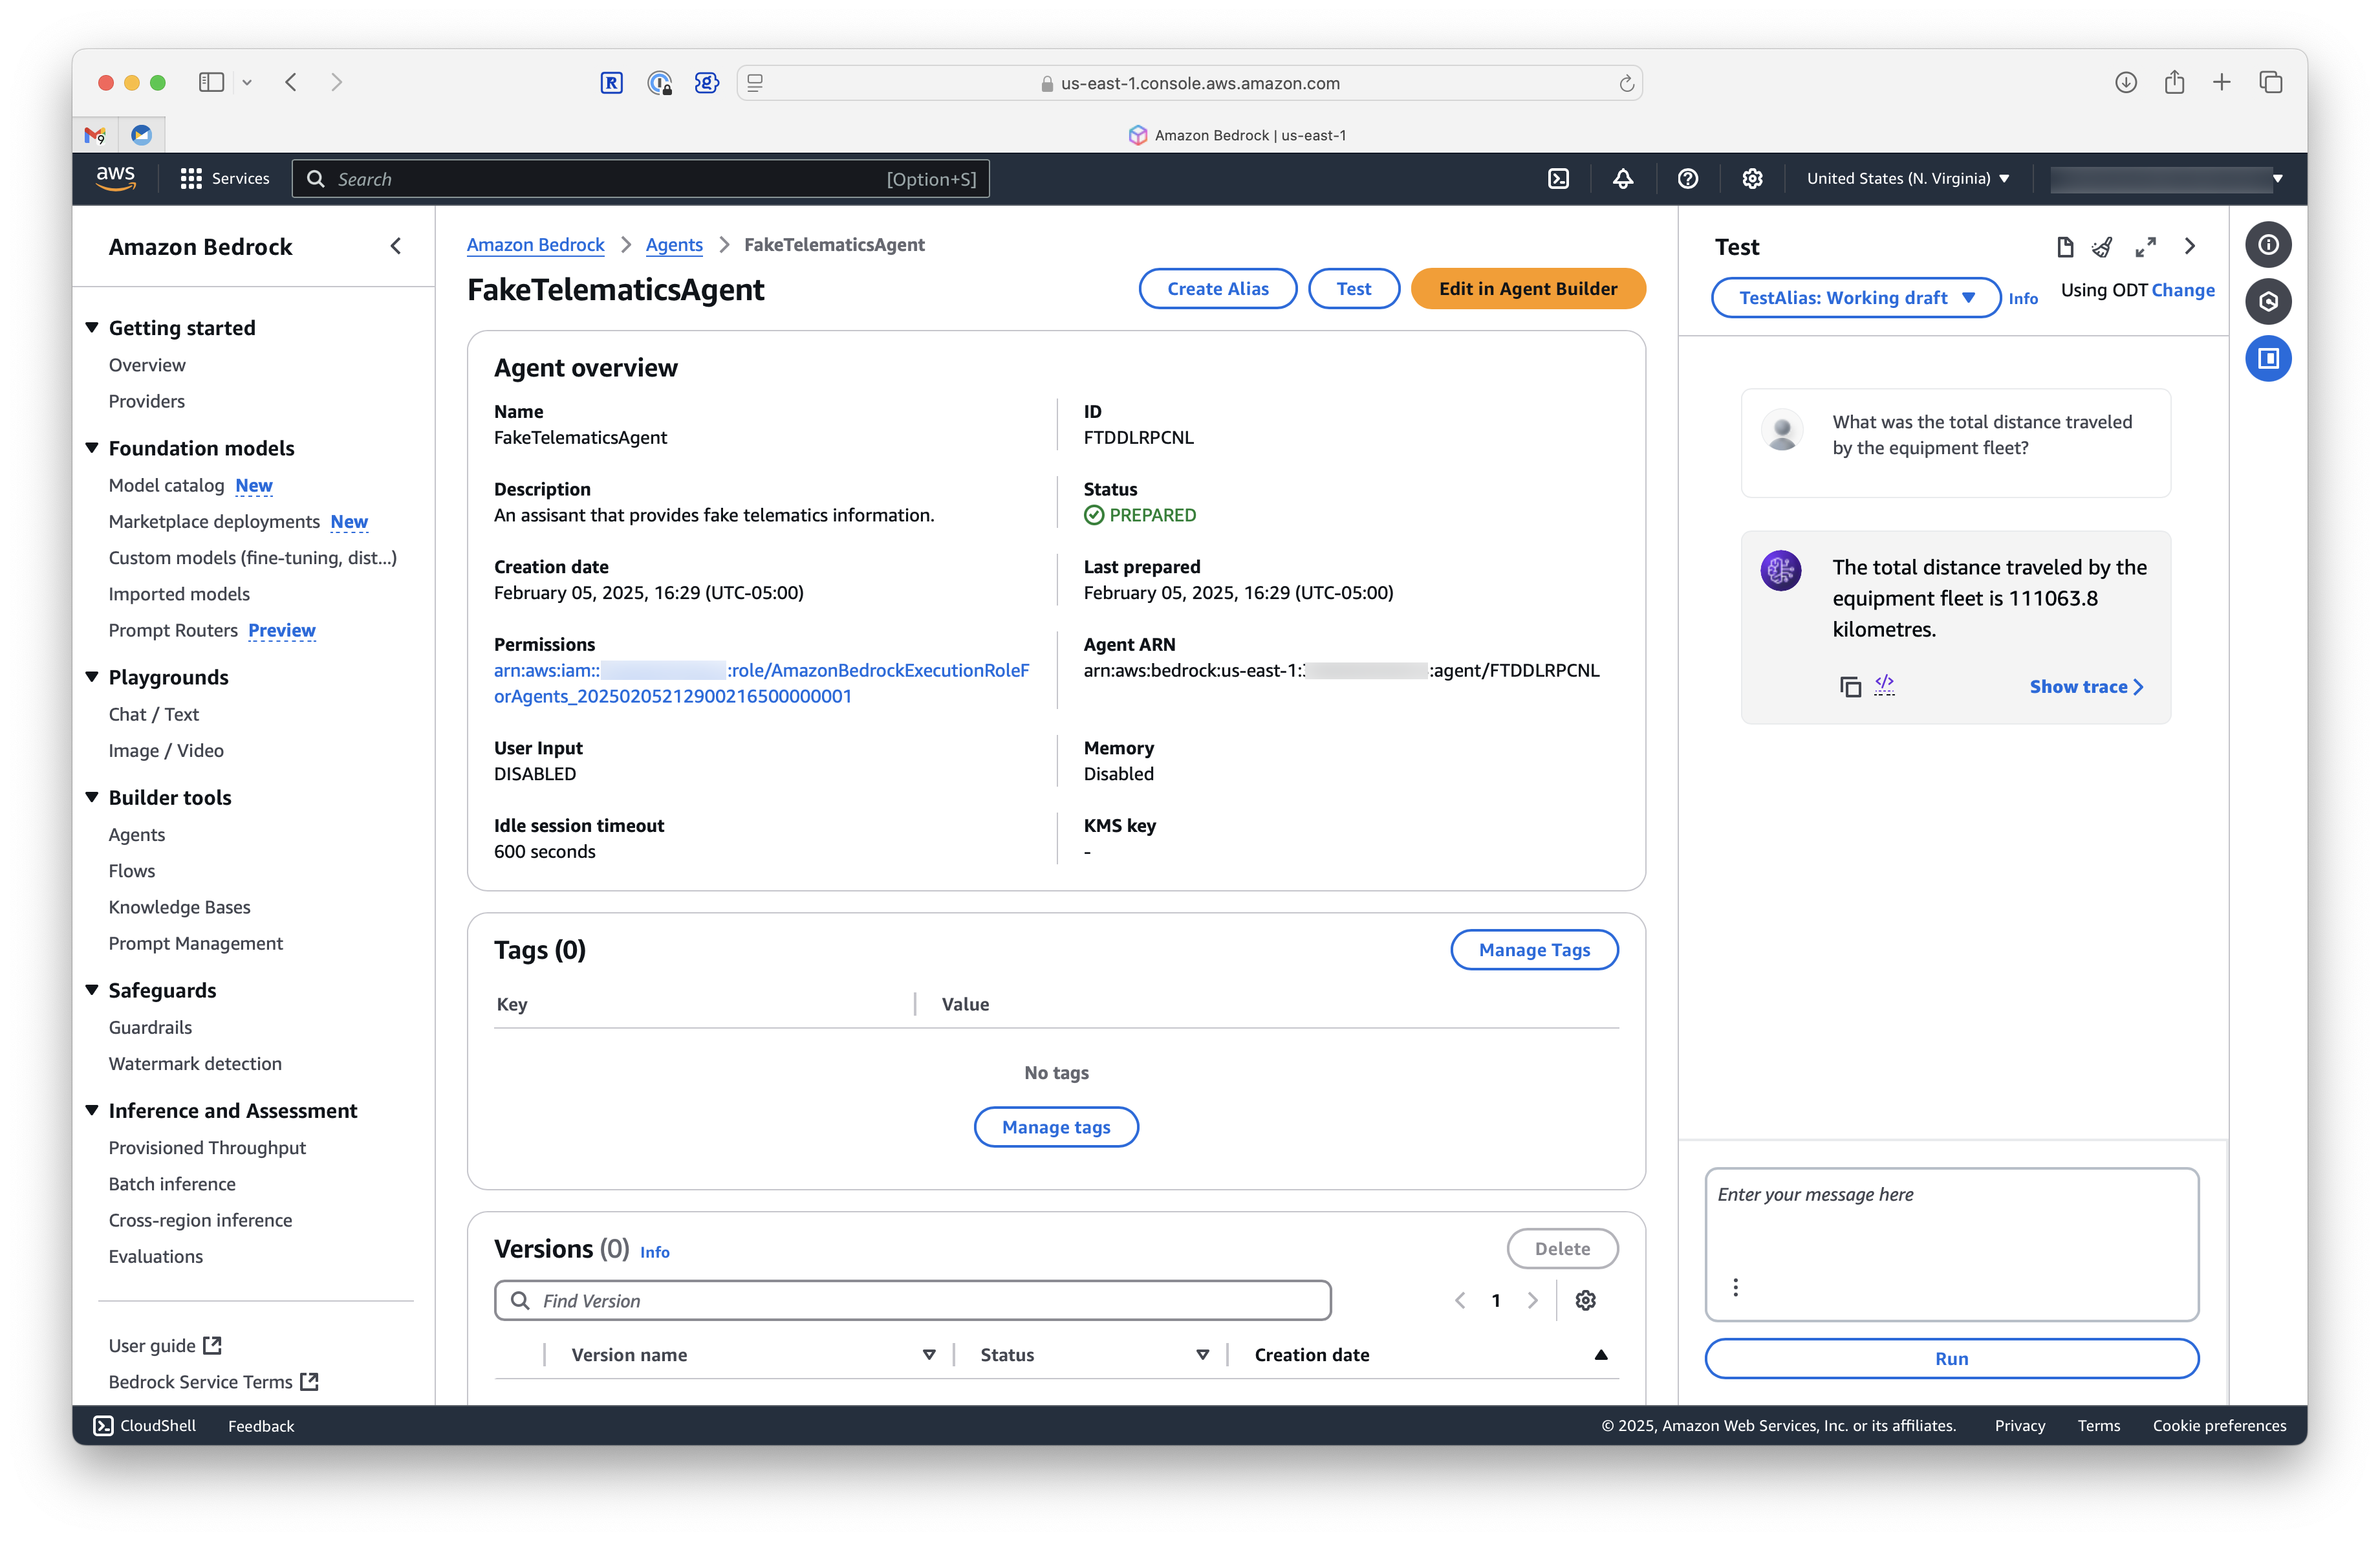 us-east-1.console.aws.amazon.com
9
Amazon Bedrock | us-east-1
aws
Services
Search
[Option+S]
United States (N. Virginia)
Amazon Bedrock
Getting started
Overview
Providers
Foundation models
Model catalog New
Marketplace deployments New
Custom models (fine-tuning, dist...)
Imported models
Prompt Routers Preview
Playgrounds
Chat / Text
Image / Video
Builder tools
Agents
Flows
Knowledge Bases
Prompt Management
Safeguards
Guardrails
Watermark detection
Inference and Assessment
Provisioned Throughput
Batch inference
Cross-region inference
Evaluations
User guide
Bedrock Service Terms
Amazon Bedrock > Agents > FakeTelematicsAgent
FakeTelematicsAgent
Create Alias
Test
Edit in Agent Builder
Agent overview
Name
FakeTelematicsAgent
ID
FTDDLRPCNL
Description
An assisant that provides fake telematics information.
Status
PREPARED
Creation date
February 05, 2025, 16:29 (UTC-05:00)
Last prepared
February 05, 2025, 16:29 (UTC-05:00)
Permissions
arn:aws:iam:: :role/AmazonBedrockExecutionRoleF
orAgents_20250205212900216500000001
Agent ARN
arn:aws:bedrock:us-east-1: :agent/FTDDLRPCNL
User Input
DISABLED
Memory
Disabled
Idle session timeout
600 seconds
KMS key
-
Tags (0)
Manage Tags
Key
Value
No tags
Manage tags
Versions (0) Info
Delete
Find Version
1
Version name
Status
Creation date
Test
TestAlias: Working draft
Info
Using ODT Change
What was the total distance traveled
by the equipment fleet?
The total distance traveled by the
equipment fleet is 111063.8
kilometres.
Show trace
Enter your message here
Run
CloudShell
Feedback
© 2025, Amazon Web Services, Inc. or its affiliates.
Privacy
Terms
Cookie preferences